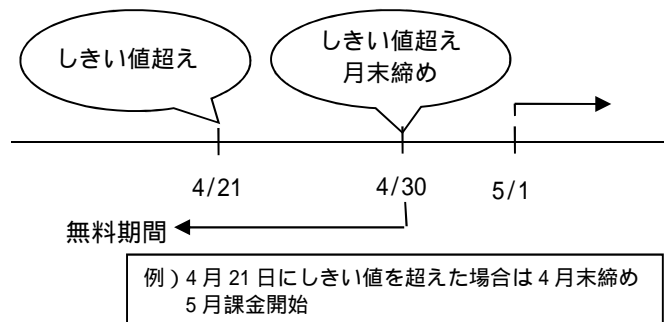 しきい値超え
しきい値超え
月末締め
4/21
4/30
5/1
無料期間
例）4月21日にしきい値を超えた場合は4月末締め
5月課金開始